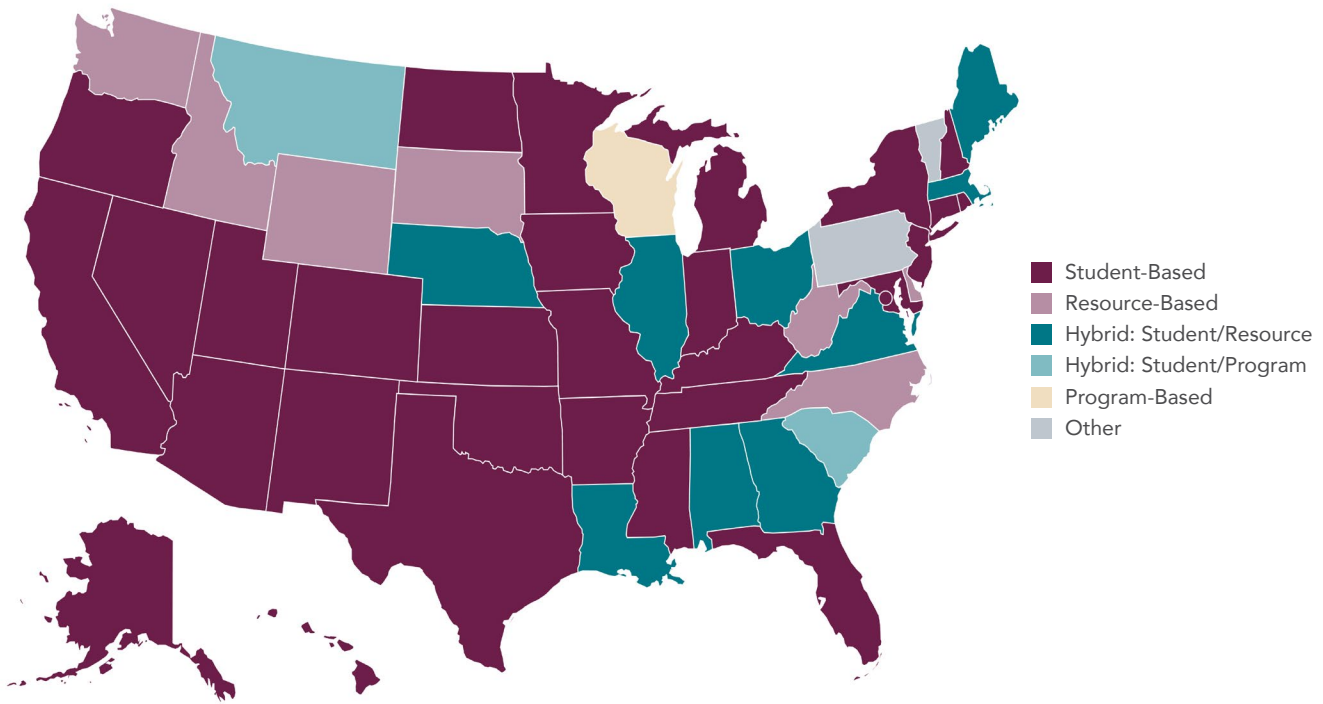 Student-Based
Resource-Based
Hybrid: Student/Resource
Hybrid: Student/Program
Program-Based
Other